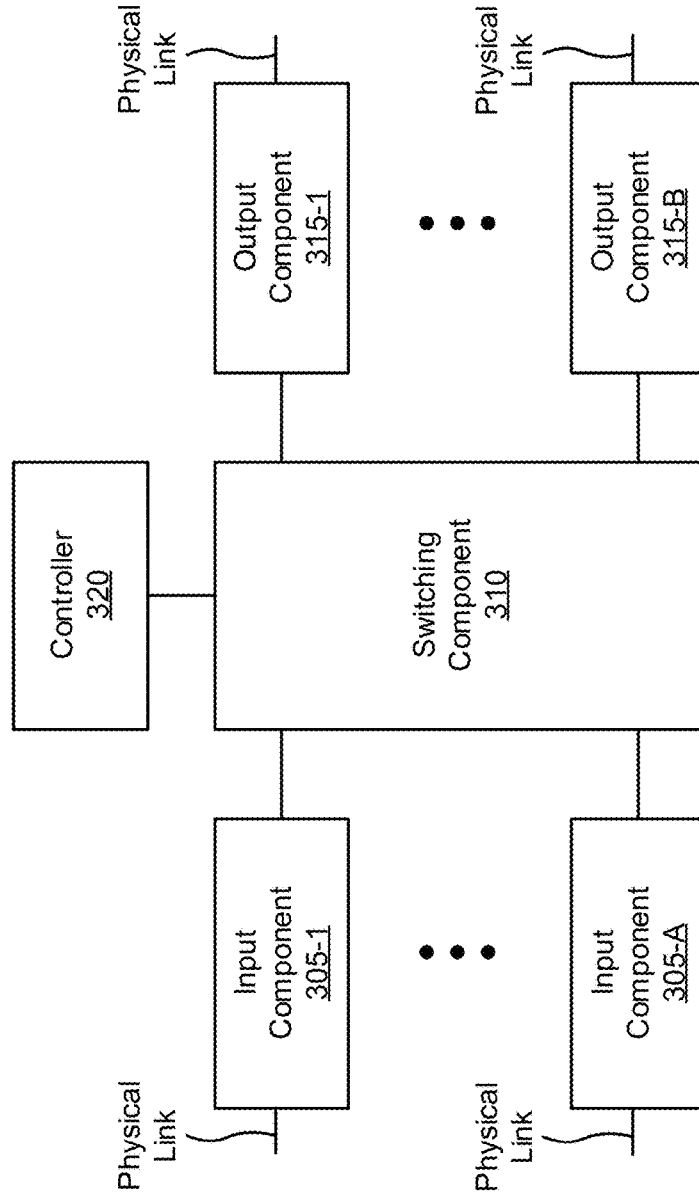 Controller
320
Physical
Link
Input
Component
305-1
Switching
Component
310
Output
Component
315-1
Physical
Link
Physical
Link
Input
Component
305-A
Output
Component
315-B
Physical
Link